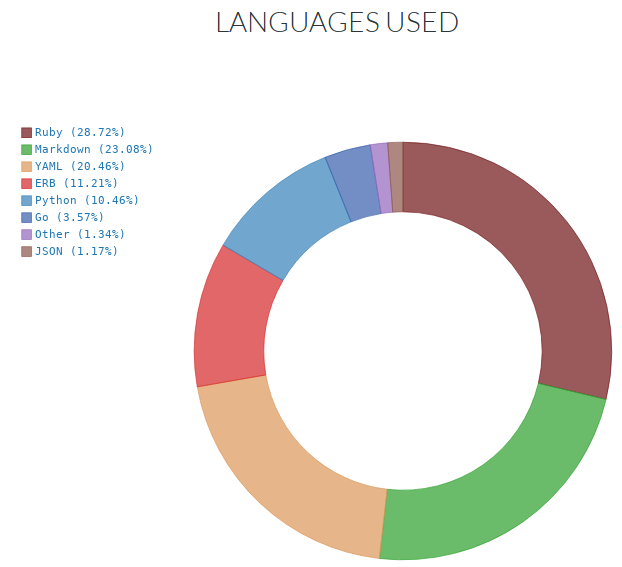 LANGUAGES USED
Ruby (28.72%)
Markdown (23.08%)
YAML (20.46%)
ERB (11.21%)
Python (10.46%)
Go (3.57%)
Other (1.34%)
JSON (1.17%)